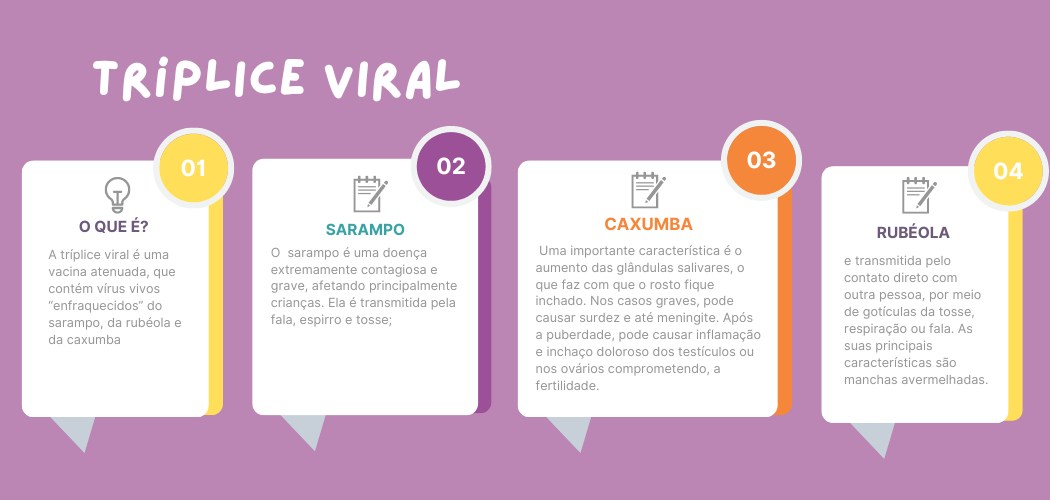 TRÍPLICE VIRAL
01
O QUE É?
A tríplice viral é uma
vacina atenuada, que
contém vírus vivos
“enfraquecidos” do
sarampo, da rubéola e
da caxumba
02
SARAMPO
O sarampo é uma doença
extremamente contagiosa e
grave, afetando principalmente
crianças. Ela é transmitida pela
fala, espirro e tosse;
03
CAXUMBA
Uma importante característica é o
aumento das glândulas salivares, o
que faz com que o rosto fique
inchado. Nos casos graves, pode
causar surdez e até meningite. Após
a puberdade, pode causar inflamação
e inchaço doloroso dos testículos ou
nos ovários comprometendo, a
fertilidade.
04
RUBÉOLA
e transmitida pelo
contato direto com
outra pessoa, por meio
de gotículas da tosse,
respiração ou fala. As
suas principais
características são
manchas avermelhadas.